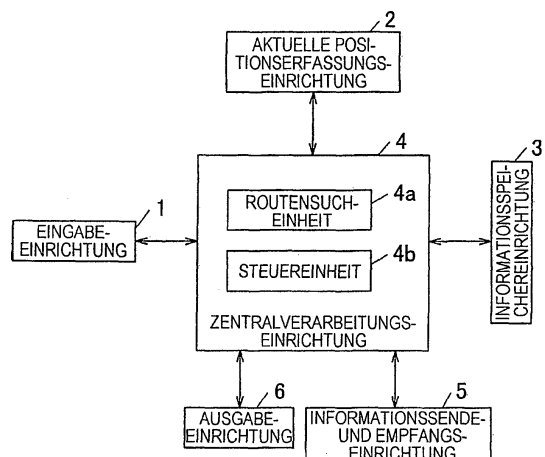 2
AKTUELLE POSI-
TIONSERFASSUNGS-
EINRICHTUNG
4
3
1
EINGABE-
EINRICHTUNG
ROUTENSUCH-
EINHEIT
4a
STEUEREINHEIT
4b
ZENTRALVERARBEITUNGS-
EINRICHTUNG
INFORMATIONSSPEI-
CHEREINRICHTUNG
6
AUSGABE-
EINRICHTUNG
5
INFORMATIONSSENDE-
UND EMPFANGS-
EINRICHTUNG